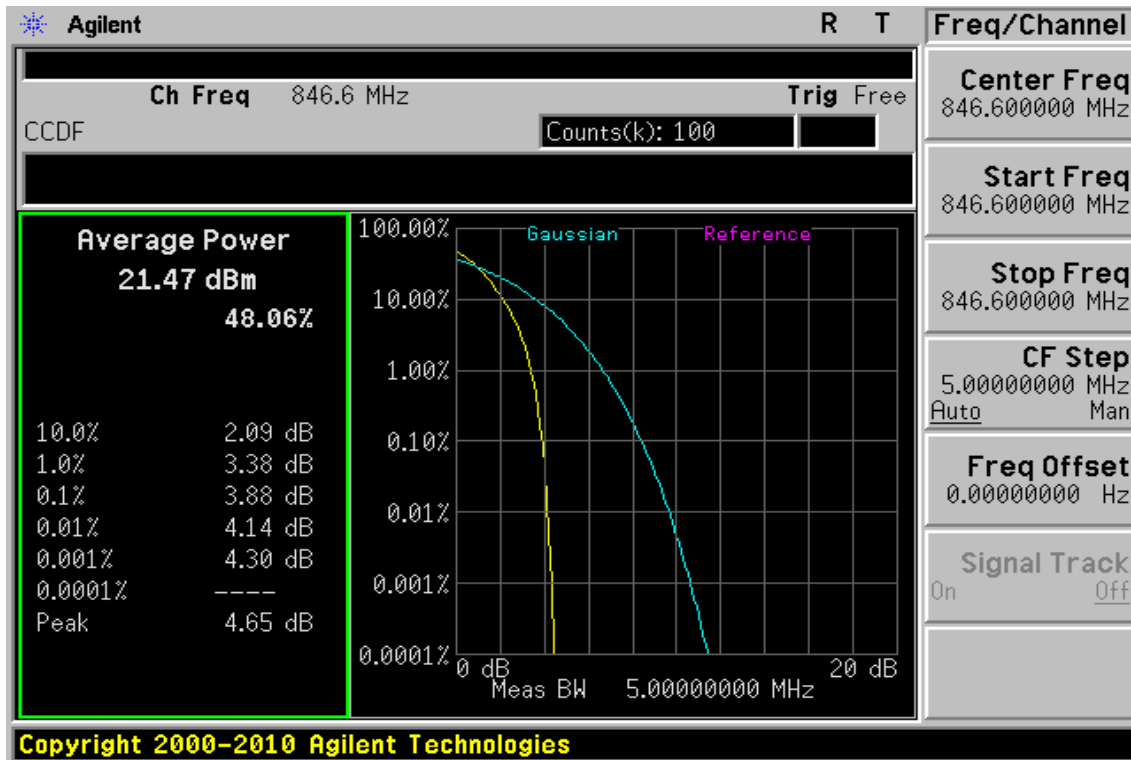 Agilent R T
Ch Freq 846.6 MHz Trig Free
CCDF Counts(k): 100
Average Power
21.47 dBm
48.06%
10.0% 2.09 dB
1.0% 3.38 dB
0.1% 3.88 dB
0.01% 4.14 dB
0.001% 4.30 dB
0.0001% ----
Peak 4.65 dB
Gaussian Reference
100.00%
10.00%
1.00%
0.10%
0.01%
0.001%
0.0001%
0 dB 20 dB
Meas BW 5.00000000 MHz
Freq/Channel
Center Freq
846.600000 MHz
Start Freq
846.600000 MHz
Stop Freq
846.600000 MHz
CF Step
5.00000000 MHz
Auto Man
Freq Offset
0.00000000 Hz
Signal Track
On Off
Copyright 2000-2010 Agilent Technologies